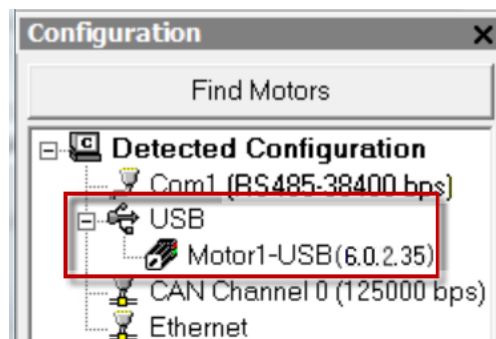 Configuration
Find Motors
Detected Configuration
Com1 (RS485-38400 bps)
USB
Motor1-USB(6.0.2.35)
CAN Channel 0 (125000 bps)
Ethernet